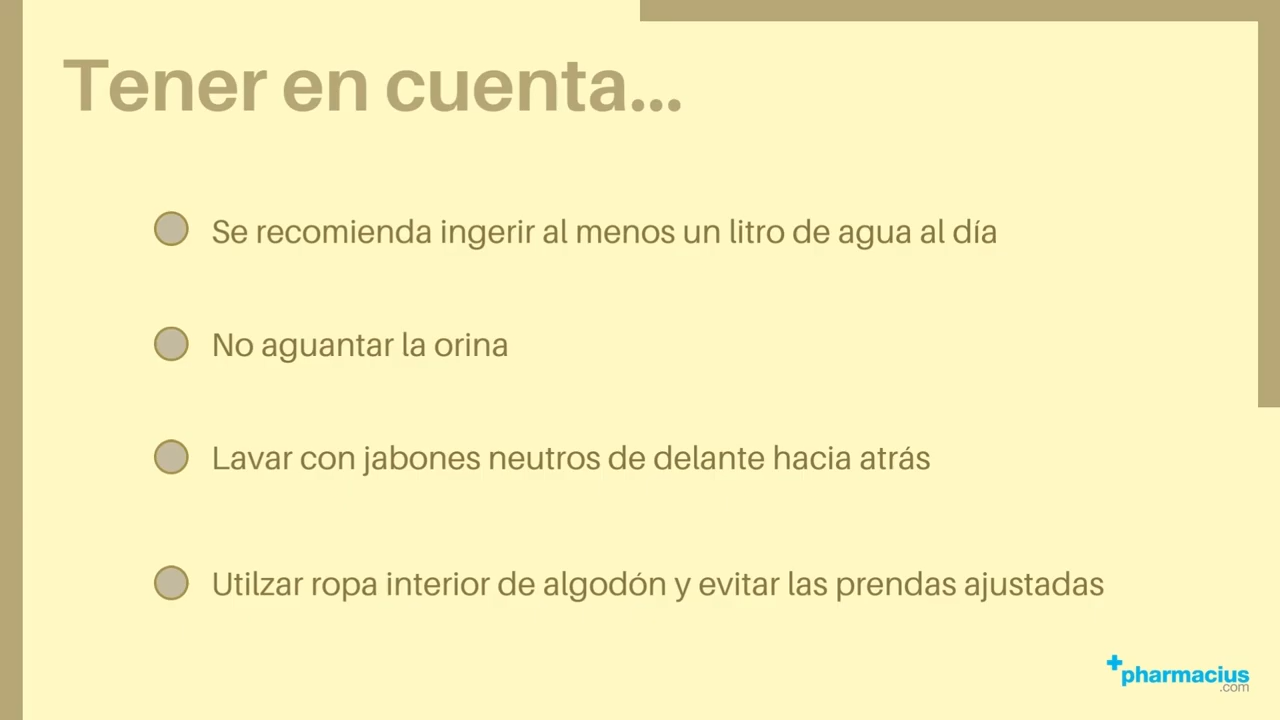 Tener en cuenta...
Se recomienda ingerir al menos un litro de agua al día
No aguantar la orina
Lavar con jabones neutros de delante hacia atrás
Utilzar ropa interior de algodón y evitar las prendas ajustadas
pharmacius
.com